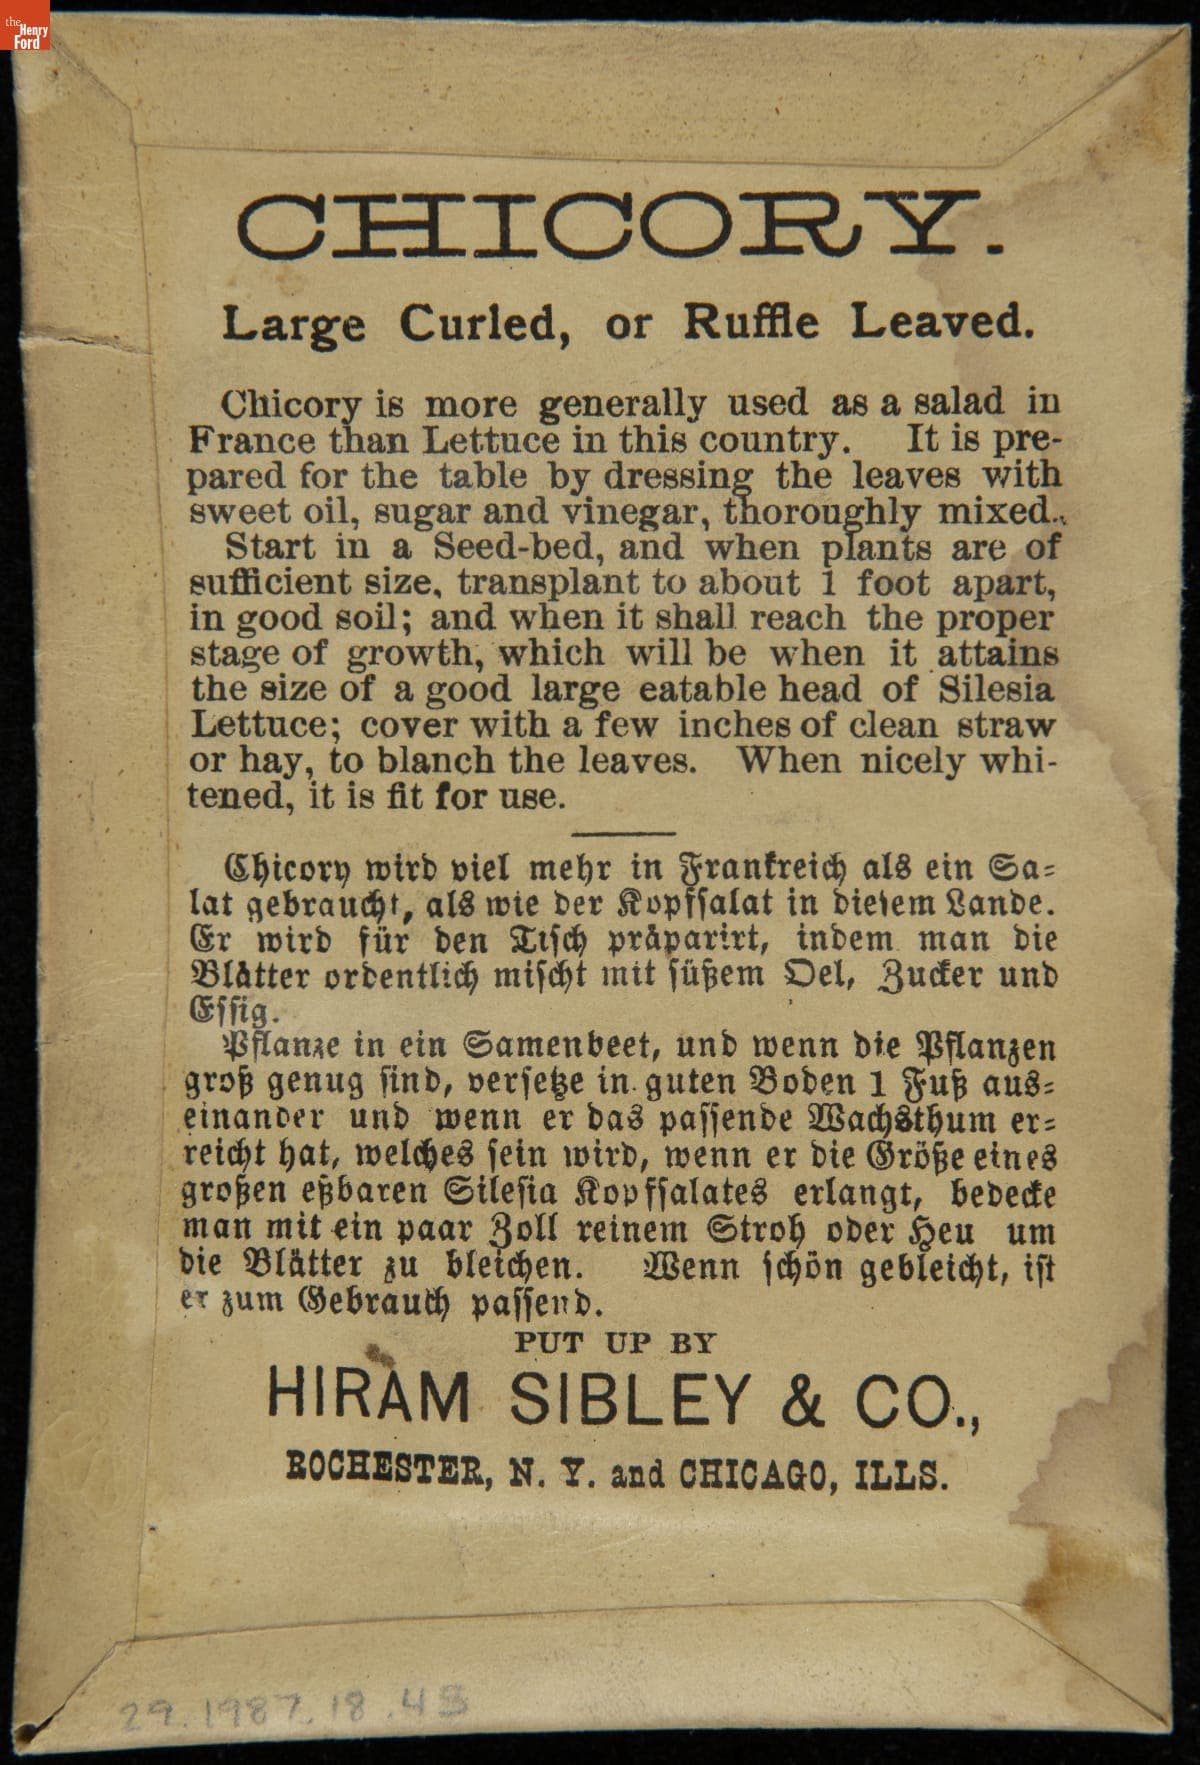 the
Henry
Ford
CHICORY.
Large Curled, or Ruffle Leaved.
Chicory is more generally used as a salad in
France than Lettuce in this country. It is pre-
pared for the table by dressing the leaves with
sweet oil, sugar and vinegar, thoroughly mixed.
Start in a Seed-bed, and when plants are of
sufficient size, transplant to about 1 foot apart,
in good soil; and when it shall reach the proper
stage of growth, which will be when it attains
the size of a good large eatable head of Silesia
Lettuce; cover with a few inches of clean straw
or hay, to blanch the leaves. When nicely whi-
tened, it is fit for use.
Chicory wird viel mehr in Frankreich als ein Sa-
lat gebraucht, als wie der Kopfsalat in diesem Lande.
Er wird für den Tisch präparirt, indem man die
Blätter ordentlich mischt mit süßem Oel, Zucker und
Essig.
Pflanze in ein Samenbeet, und wenn die Pflanzen
groß genug sind, versetze in guten Boden 1 Fuß aus-
einander und wenn er das passende Wachsthum er-
reicht hat, welches sein wird, wenn er die Größe eines
großen eßbaren Silesia Kopfsalates erlangt, bedecke
man mit ein paar Zoll reinem Stroh oder Heu um
die Blätter zu bleichen. Wenn schön gebleicht, ist
er zum Gebrauch passend.
PUT UP BY
HIRAM SIBLEY & CO.,
ROCHESTER, N. Y. and CHICAGO, ILLS.
29.1987.18.45